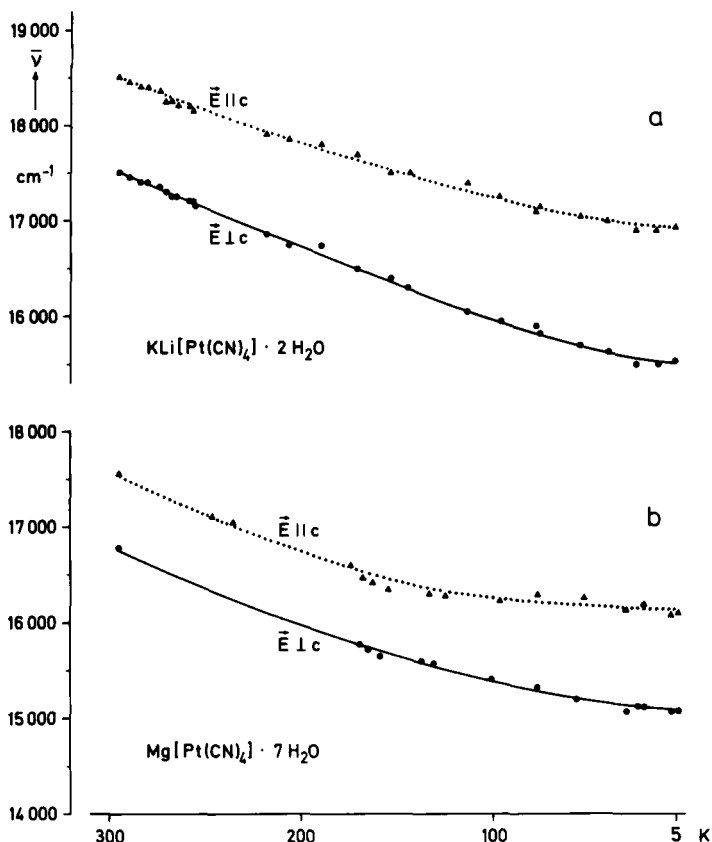 19 000
ν̄
E⃗ || c
a
18 000
cm⁻¹
17 000
E⃗ ⊥ c
16 000
KLi[Pt(CN)₄] · 2 H₂O
18 000
b
17 000
E⃗ || c
16 000
E⃗ ⊥ c
15 000
Mg[Pt(CN)₄] · 7 H₂O
14 000
300 200 100 5 K